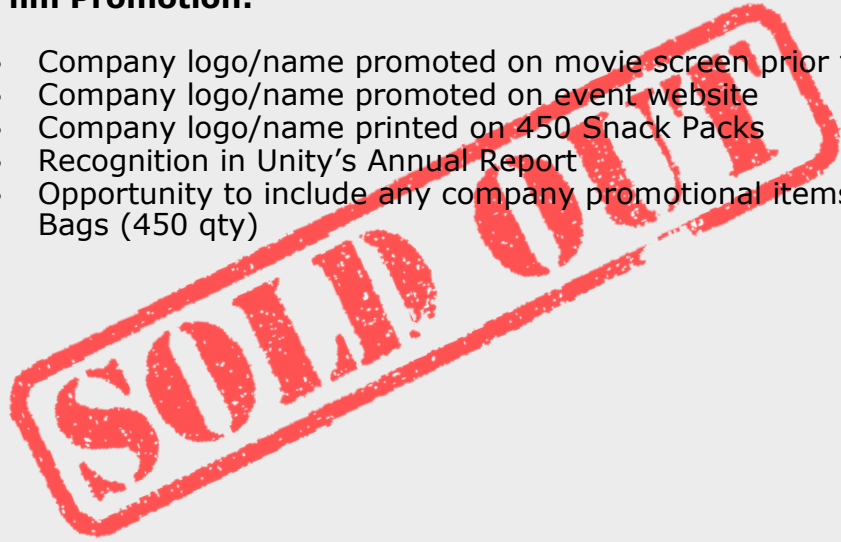 Promotion:
Company logo/name promoted on movie screen prior
Company logo/name promoted on event website
Company logo/name printed on 450 Snack Packs
Recognition in Unity's Annual Report
Opportunity to include any company promotional items
Bags (450 qty)
SOLD OUT